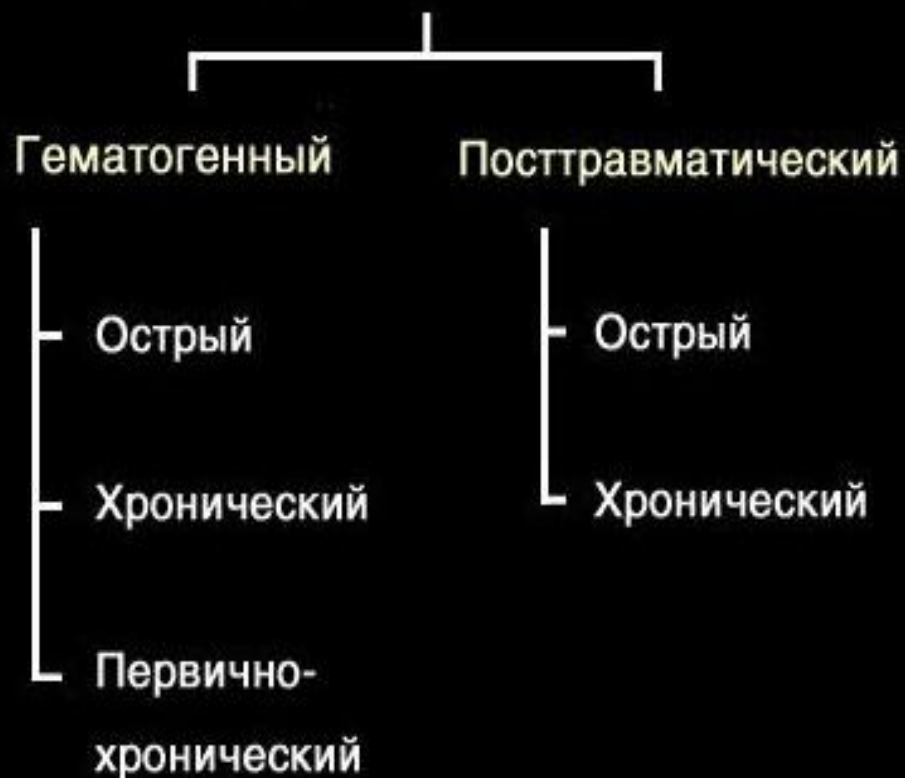 Гематогенный
Посттравматический
Острый
Хронический
Первично-
хронический
Острый
Хронический